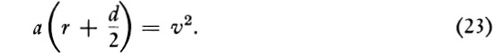 a(r + d/2) = v². (23)